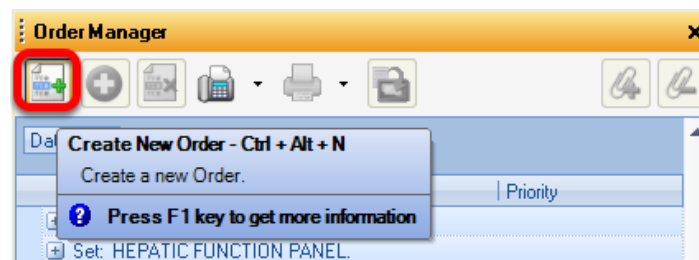 Order Manager
Create New Order - Ctrl + Alt + N
Create a new Order.
Priority
Press F1 key to get more information
Set: HEPATIC FUNCTION PANEL.